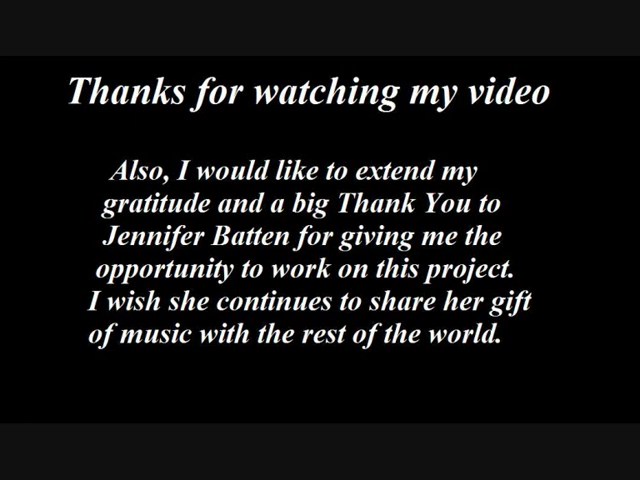 Thanks for watching my video
Also, I would like to extend my
gratitude and a big Thank You to
Jennifer Batten for giving me the
opportunity to work on this project.
I wish she continues to share her gift
of music with the rest of the world.